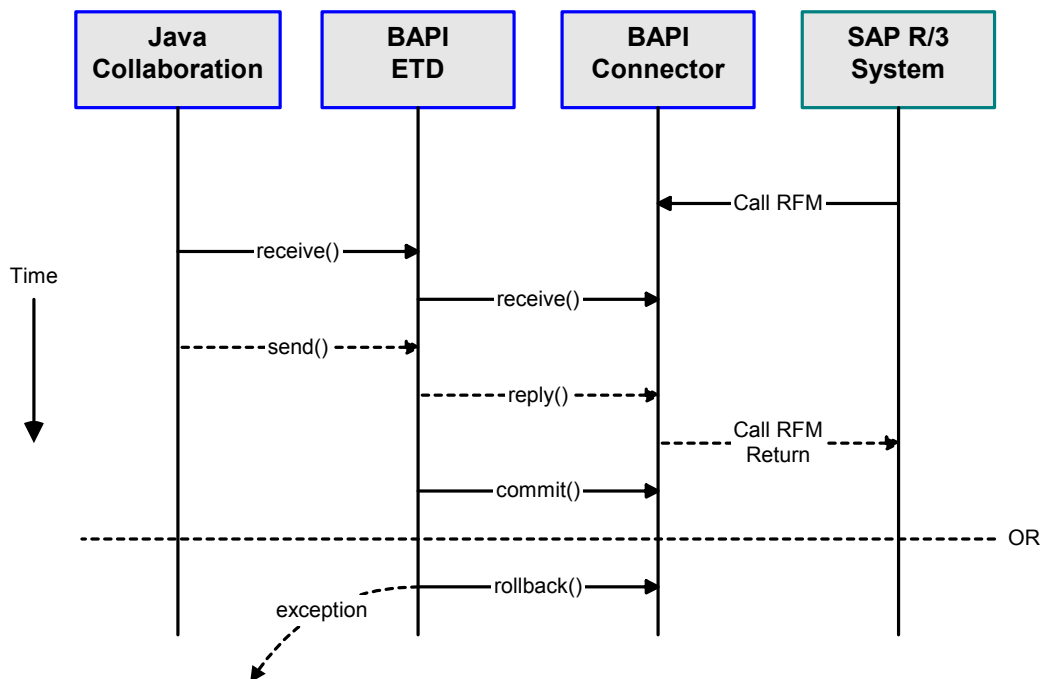 Java
Collaboration
BAPI
ETD
BAPI
Connector
SAP R/3
System
Call RFM
receive()
Time
receive()
send()
reply()
Call RFM
Return
commit()
OR
rollback()
exception